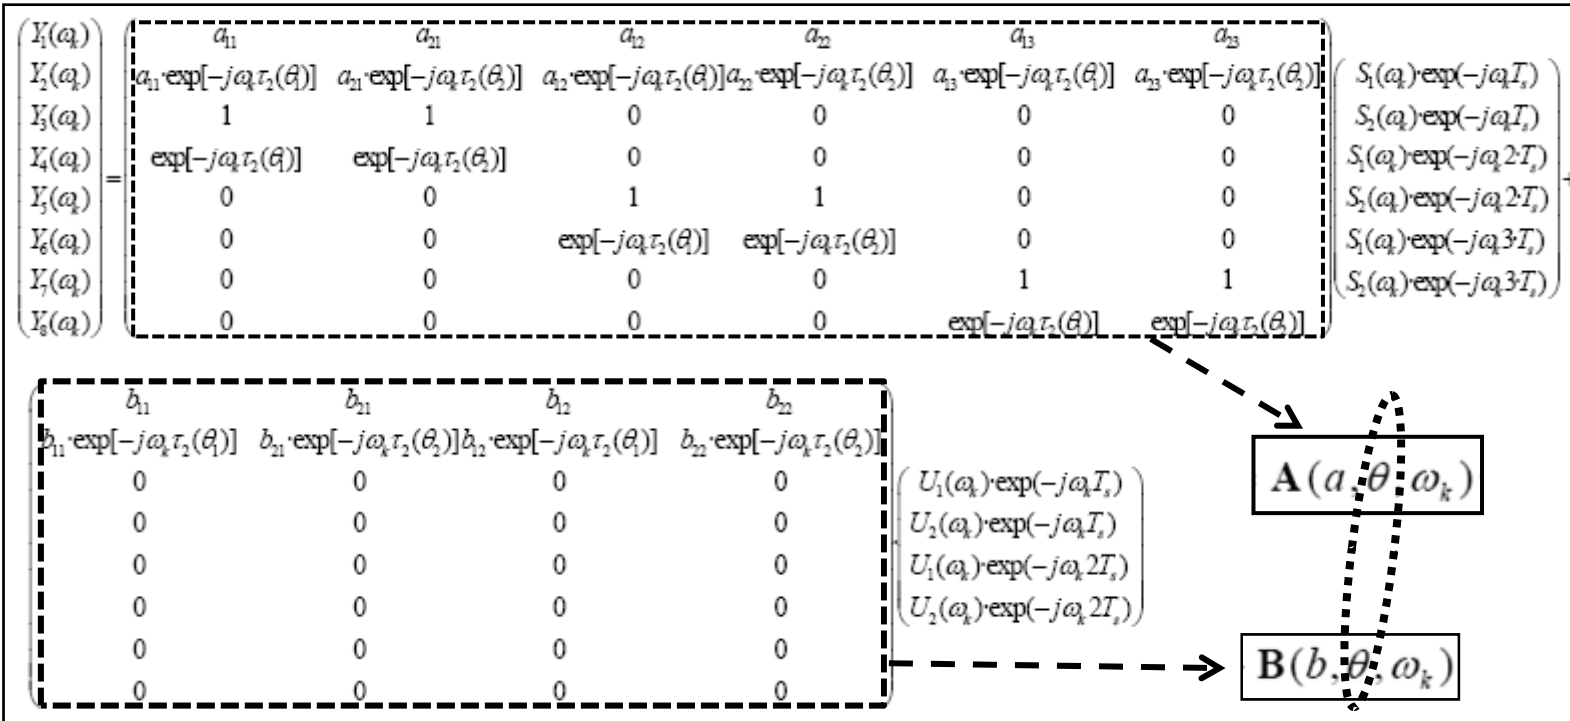 Y₁(ωₖ) a₁₁ a₂₁ a₁₂ a₂₂ a₁₃ a₂₃
Y₂(ωₖ) a₁₁·exp[−jωₖτ₂(θ₁)] a₂₁·exp[−jωₖτ₂(θ₂)] a₁₂·exp[−jωₖτ₂(θ₁)] a₂₂·exp[−jωₖτ₂(θ₂)] a₁₃·exp[−jωₖτ₂(θ₁)] a₂₃·exp[−jωₖτ₂(θ₂)] S₁(ωₖ)·exp(−jωₖTₛ)
Y₃(ωₖ) 1 1 0 0 0 0 S₂(ωₖ)·exp(−jωₖTₛ)
Y₄(ωₖ) exp[−jωₖτ₂(θ₁)] exp[−jωₖτ₂(θ₂)] 0 0 0 0 S₁(ωₖ)·exp(−jωₖ2·Tₛ)
Y₅(ωₖ) = 0 0 1 1 0 0 S₂(ωₖ)·exp(−jωₖ2·Tₛ) +
Y₆(ωₖ) 0 0 exp[−jωₖτ₂(θ₁)] exp[−jωₖτ₂(θ₂)] 0 0 S₁(ωₖ)·exp(−jωₖ3·Tₛ)
Y₇(ωₖ) 0 0 0 0 1 1 S₂(ωₖ)·exp(−jωₖ3·Tₛ)
Y₈(ωₖ) 0 0 0 0 exp[−jωₖτ₂(θ₁)] exp[−jωₖτ₂(θ₂)]
b₁₁ b₂₁ b₁₂ b₂₂
b₁₁·exp[−jωₖτ₂(θ₁)] b₂₁·exp[−jωₖτ₂(θ₂)] b₁₂·exp[−jωₖτ₂(θ₁)] b₂₂·exp[−jωₖτ₂(θ₂)]
0 0 0 0 U₁(ωₖ)·exp(−jωₖTₛ)
0 0 0 0 U₂(ωₖ)·exp(−jωₖTₛ)
0 0 0 0 U₁(ωₖ)·exp(−jωₖ2Tₛ)
0 0 0 0 U₂(ωₖ)·exp(−jωₖ2Tₛ)
0 0 0 0
0 0 0 0
A(a,θ,ωₖ)
B(b,θ,ωₖ)